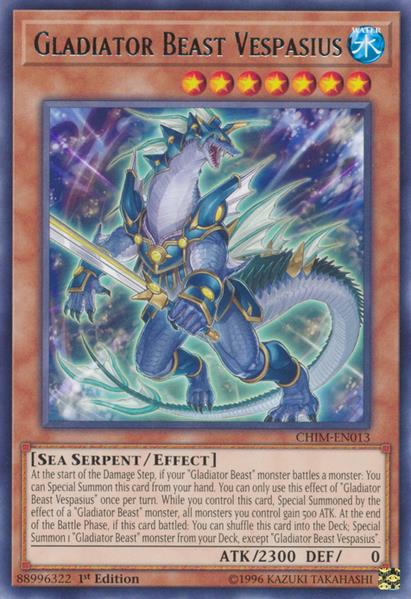 GLADIATOR BEAST VESPASIUS
WATER
水
CHIM-EN013
[SEA SERPENT/EFFECT]
At the start of the Damage Step, if your "Gladiator Beast" monster battles a monster: You
can Special Summon this card from your hand. You can only use this effect of "Gladiator
Beast Vespasius" once per turn. While you control this card, Special Summoned by the
effect of a "Gladiator Beast" monster, all monsters you control gain 500 ATK. At the end
of the Battle Phase, if this card battled: You can shuffle this card into the Deck; Special
Summon 1 "Gladiator Beast" monster from your Deck, except "Gladiator Beast Vespasius".
ATK/2300 DEF/ 0
88996322 1st Edition ©1996 KAZUKI TAKAHASHI